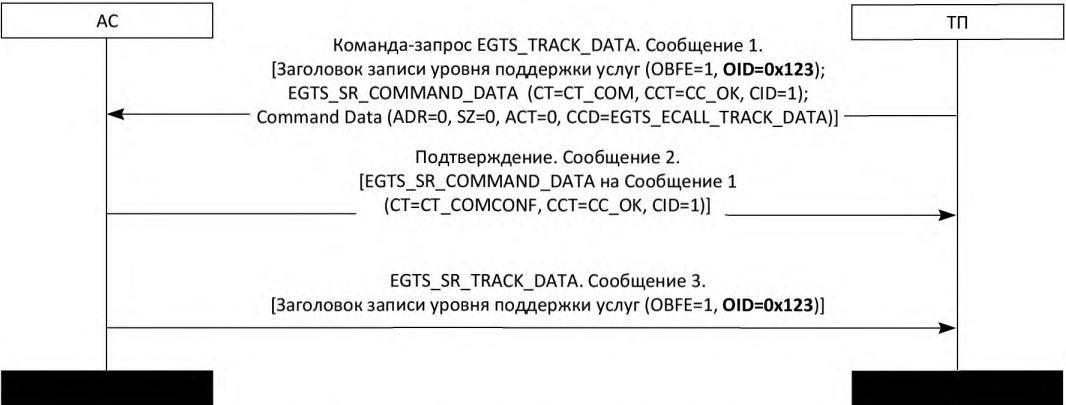 АС
ТП
Команда-запрос EGTS_TRACK_DATA. Сообщение 1.
[Заголовок записи уровня поддержки услуг (OBFE=1, OID=0x123);
EGTS_SR_COMMAND_DATA (CT=CT_COM, CCT=CC_OK, CID=1);
Command Data (ADR=0, SZ=0, ACT=0, CCD=EGTS_ECALL_TRACK_DATA)]
Подтверждение. Сообщение 2.
[EGTS_SR_COMMAND_DATA на Сообщение 1
(CT=CT_COMCONF, CCT=CC_OK, CID=1)]
EGTS_SR_TRACK_DATA. Сообщение 3.
[Заголовок записи уровня поддержки услуг (OBFE=1, OID=0x123)]